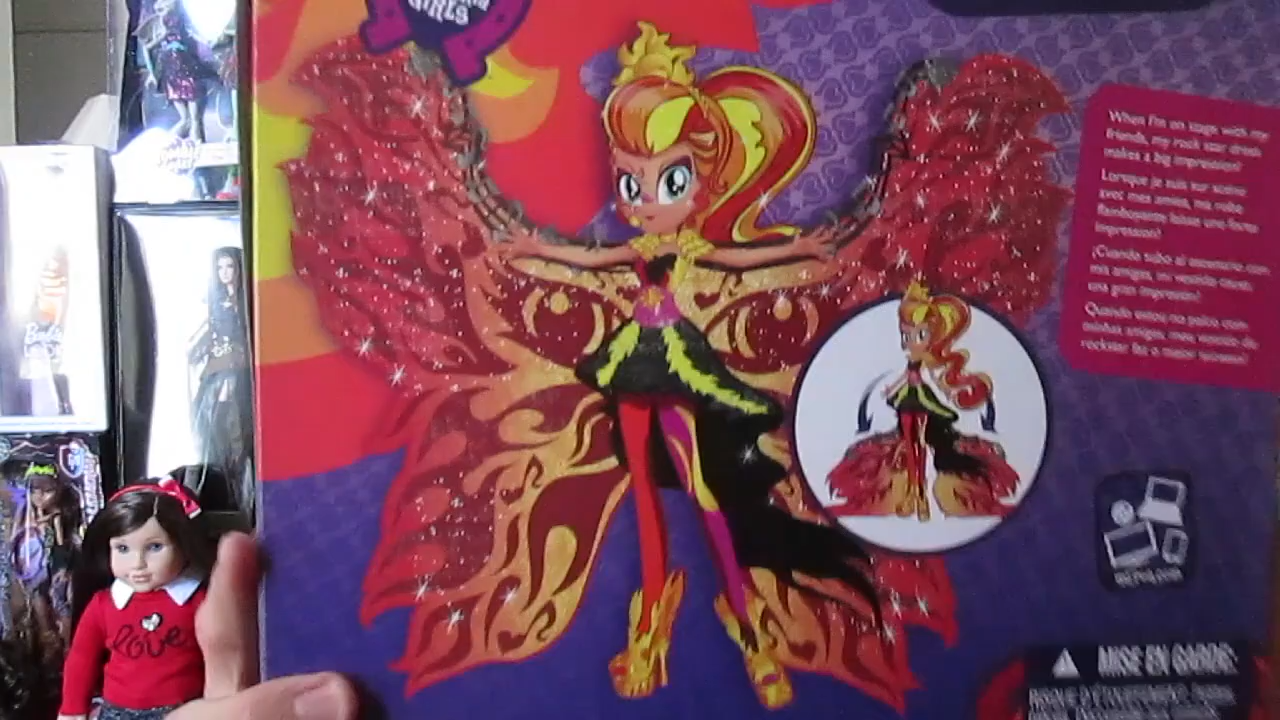 GIRLS
When I'm on stage with my
friends, my rock star dress
makes a big impression!
Lorsque je suis sur scène
avec mes amies, ma robe
flamboyante laisse une forte
impression!
¡Cuando subo al escenario con
mis amigas, mi vestido causa
una gran impresión!
Quando estou no palco com
minhas amigas, meu vestido de
rockstar faz o maior sucesso!
MISE EN GARDE:
Barbie
love